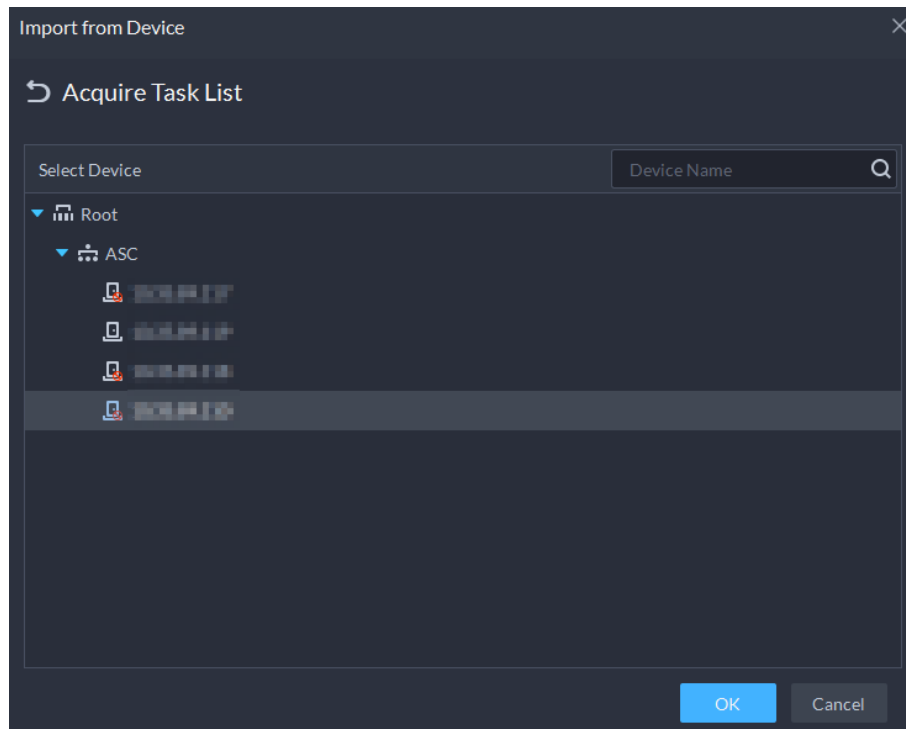 Import from Device
Acquire Task List
Select Device
Device Name
Root
ASC
OK
Cancel